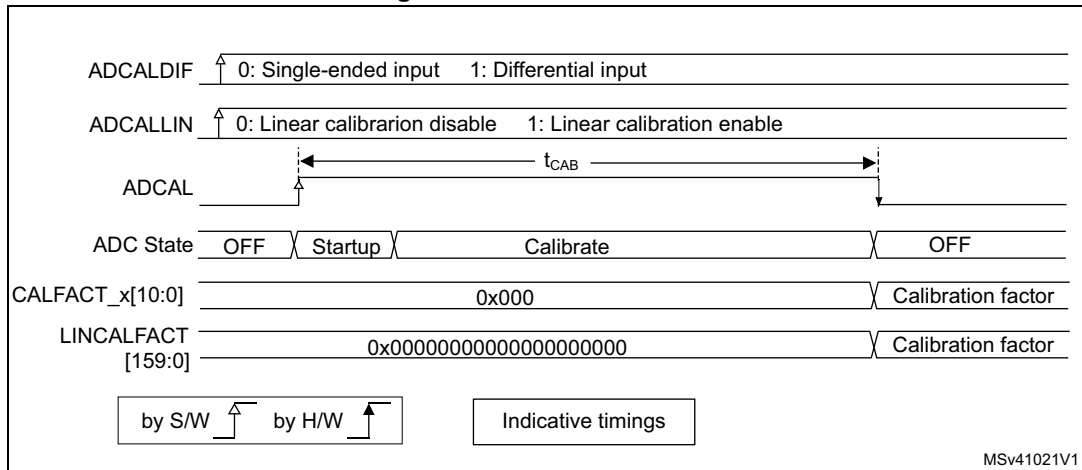 ADCALDIF 0: Single-ended input 1: Differential input
ADCALLIN 0: Linear calibrarion disable 1: Linear calibration enable
tCAB
ADCAL
ADC State OFF Startup Calibrate OFF
CALFACT_x[10:0] 0x000 Calibration factor
LINCALFACT
[159:0] 0x00000000000000000000 Calibration factor
by S/W by H/W Indicative timings
MSv41021V1